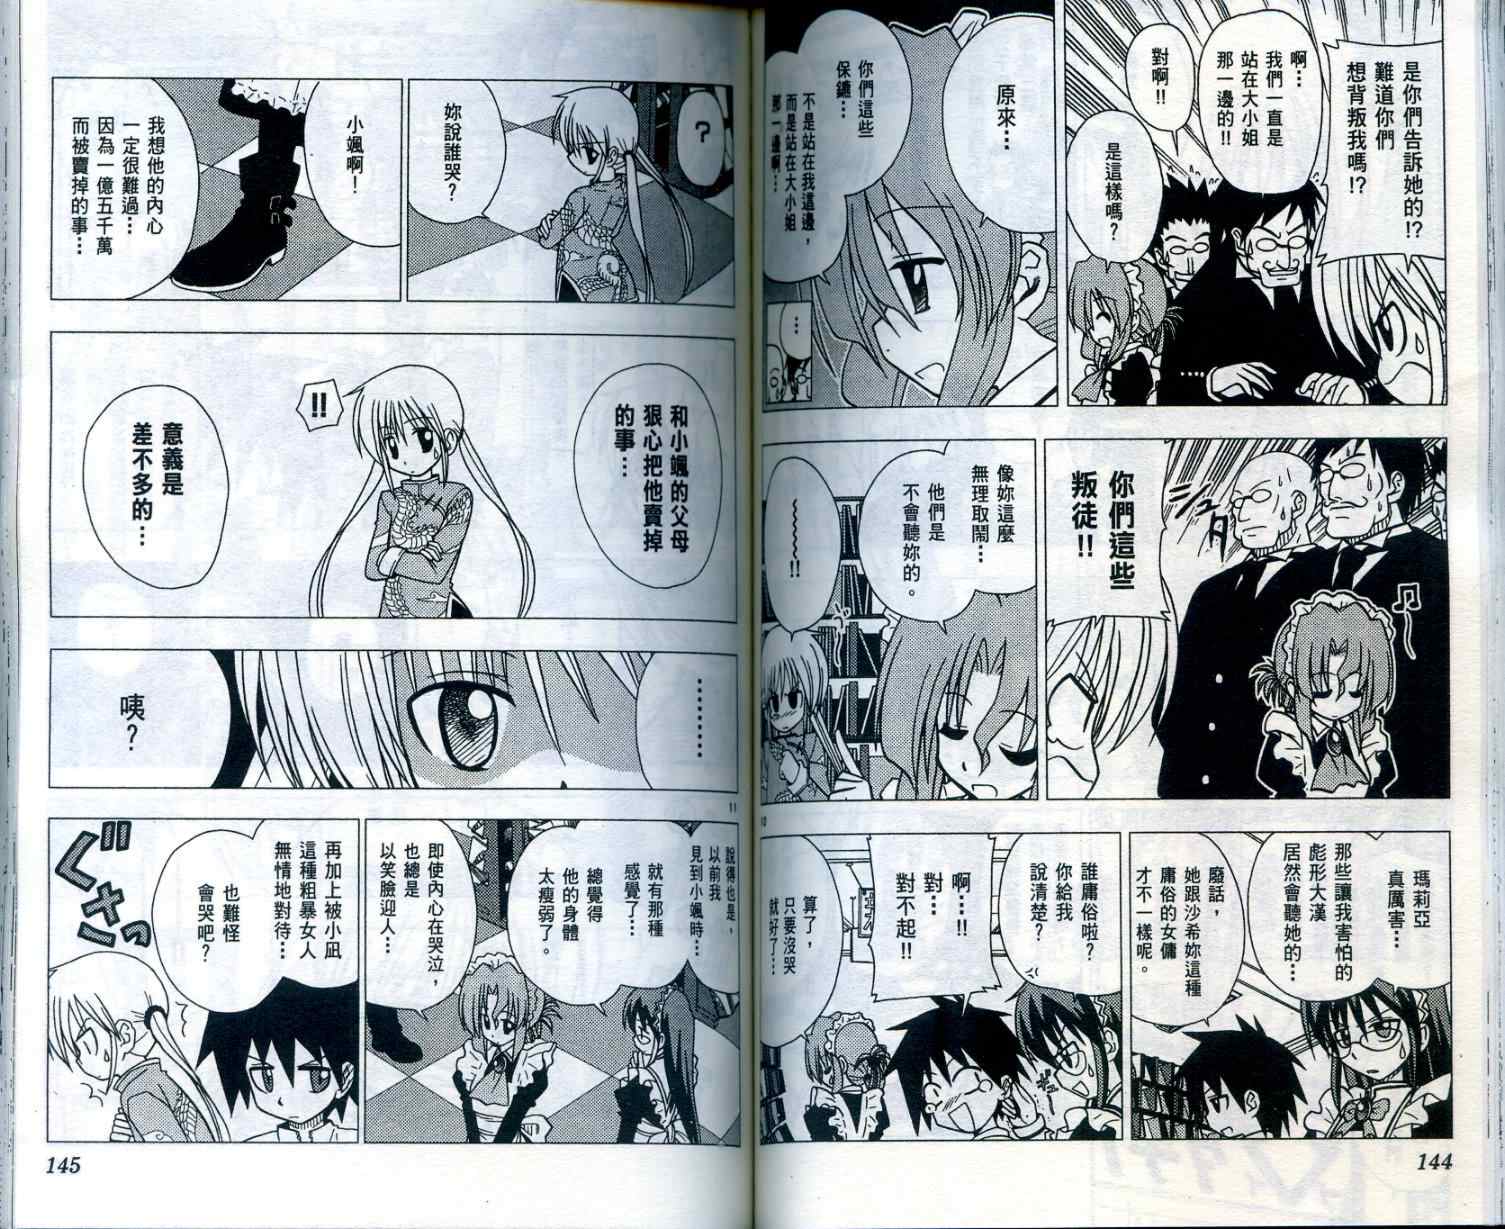 是你們告訴她的!?
難道你們
想背叛我嗎!?
啊…
我們一直是
站在大小姐
那一邊的!!
對啊!!
是這樣嗎?
原來…
你們這些
保鑣…
不是站在我這邊,
而是站在大小姐
那一邊啊…
…
你們這些
叛徒!!
像妳這麼
無理取鬧…
他們是
不會聽妳的。
!!
瑪莉亞
真厲害…
那些讓我害怕的
彪形大漢
居然會聽她的…
廢話,
她跟沙希妳這種
庸俗的女傭
才不一樣呢。
誰庸俗啦?
你給我
說清楚?
啊…!!
對…
對不起!!
算了,
只要沒哭
就好了…
144
?
妳說誰哭?
小颯啊!
我想他的內心
一定很難過…
因為一億五千萬
而被賣掉的事…
和小颯的父母
狠心把他賣掉
的事…
!!
意義是
差不多的…
………
咦?
說得也是,
以前我
見到小颯時…
就有那種
感覺了…
總覺得
他的身體
太瘦弱了。
即使內心在哭泣,
也總是
以笑臉迎人…
再加上被小凪
這種粗暴女人
無情地對待…
也難怪
會哭吧?
ぐさっ
145